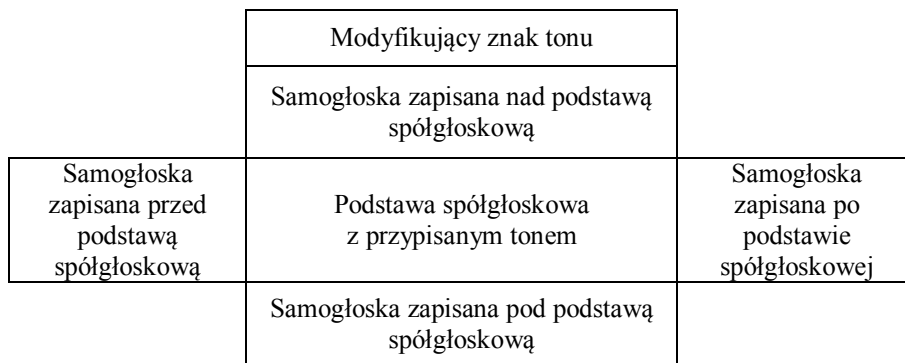 Modyfikujący znak tonu
Samogłoska zapisana nad podstawą
spółgłoskową
Samogłoska
zapisana przed
podstawą
spółgłoskową
Podstawa spółgłoskowa
z przypisanym tonem
Samogłoska
zapisana po
podstawie
spółgłoskowej
Samogłoska zapisana pod podstawą
spółgłoskową